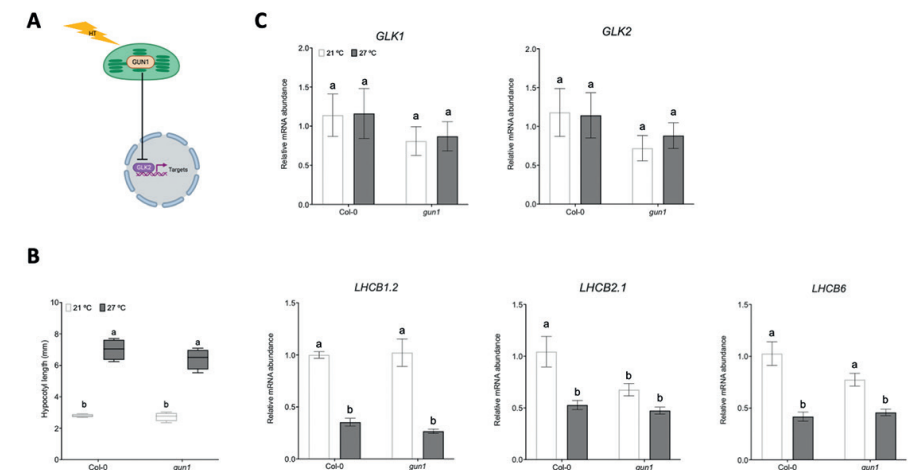 A
HT
GUN1
GLK2
Targets
C
GLK1
21 ºC 27 ºC
Relative mRNA abundance
2.0
1.5
1.0
0.5
0.0
a a a a
Col-0 gun1
GLK2
Relative mRNA abundance
2.0
1.5
1.0
0.5
0.0
a a a a
Col-0 gun1
B
21 ºC 27 ºC
Hypocotyl length (mm)
10
8
6
4
2
0
b a b a
Col-0 gun1
LHCB1.2
Relative mRNA abundance
1.5
1.0
0.5
0.0
a b a b
Col-0 gun1
LHCB2.1
Relative mRNA abundance
1.5
1.0
0.5
0.0
a b b b
Col-0 gun1
LHCB6
Relative mRNA abundance
1.5
1.0
0.5
0.0
a b a b
Col-0 gun1